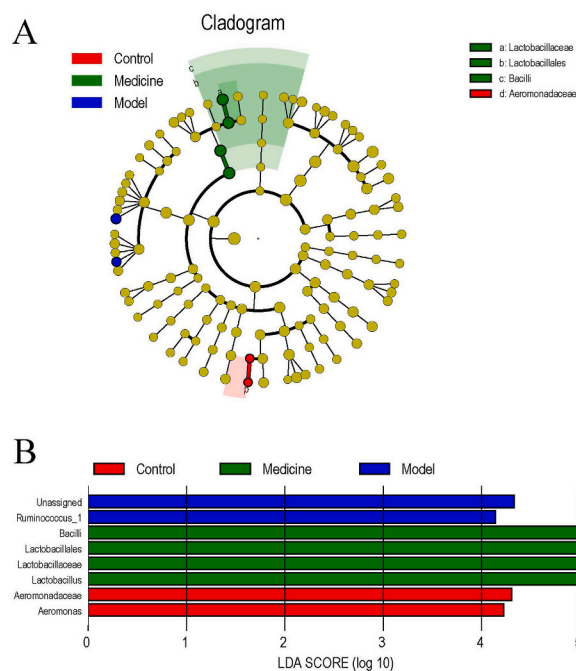 A
Cladogram
Control
Medicine
Model
a: Lactobacillaceae
b: Lactobacillales
c: Bacilli
d: Aeromonadaceae
c
b
a
B
Control
Medicine
Model
Unassigned
Ruminococcus_1
Bacilli
Lactobacillales
Lactobacillaceae
Lactobacillus
Aeromonadaceae
Aeromonas
0 1 2 3 4 5
LDA SCORE (log 10)